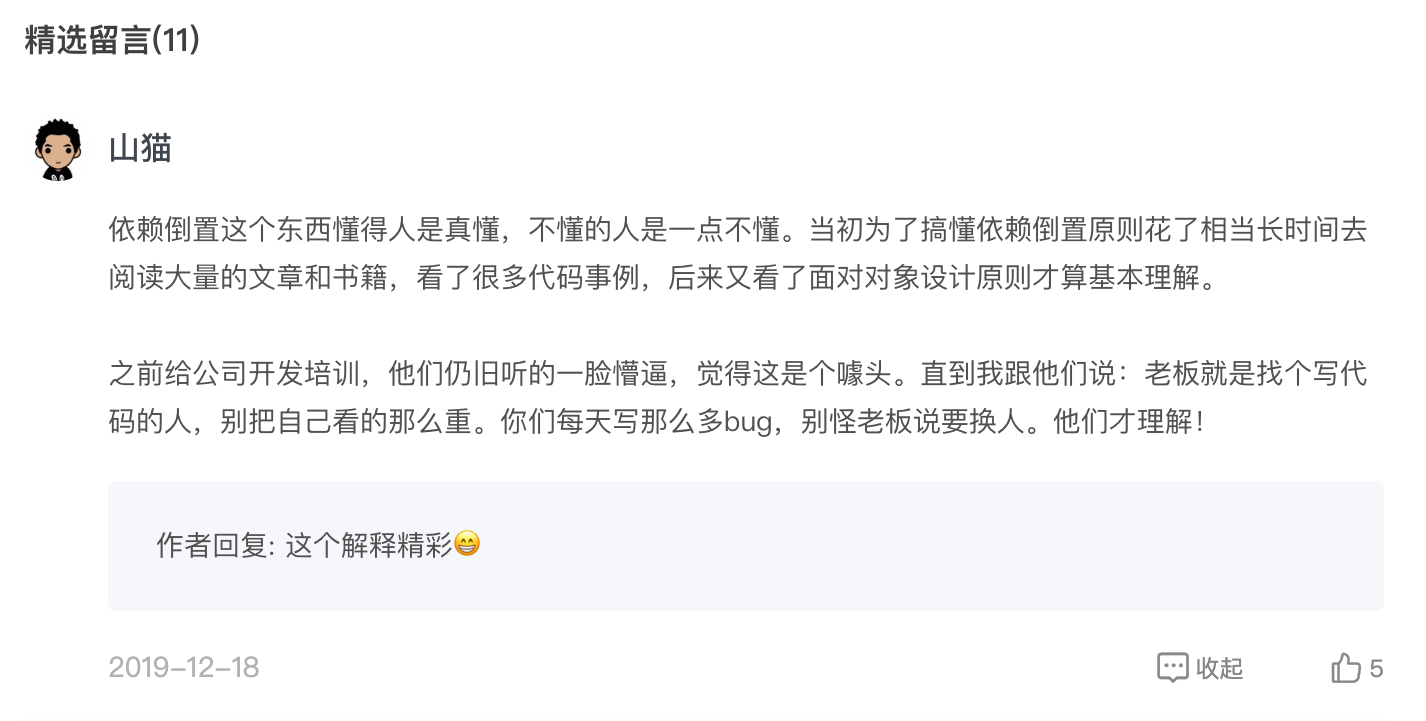 精选留言(11)
山猫
依赖倒置这个东西懂得人是真懂，不懂的人是一点不懂。当初为了搞懂依赖倒置原则花了相当长时间去
阅读大量的文章和书籍，看了很多代码事例，后来又看了面对对象设计原则才算基本理解。
之前给公司开发培训，他们仍旧听的一脸懵逼，觉得这是个噱头。直到我跟他们说：老板就是找个写代
码的人，别把自己看的那么重。你们每天写那么多bug，别怪老板说要换人。他们才理解！
作者回复: 这个解释精彩😁
2019-12-18
收起
5